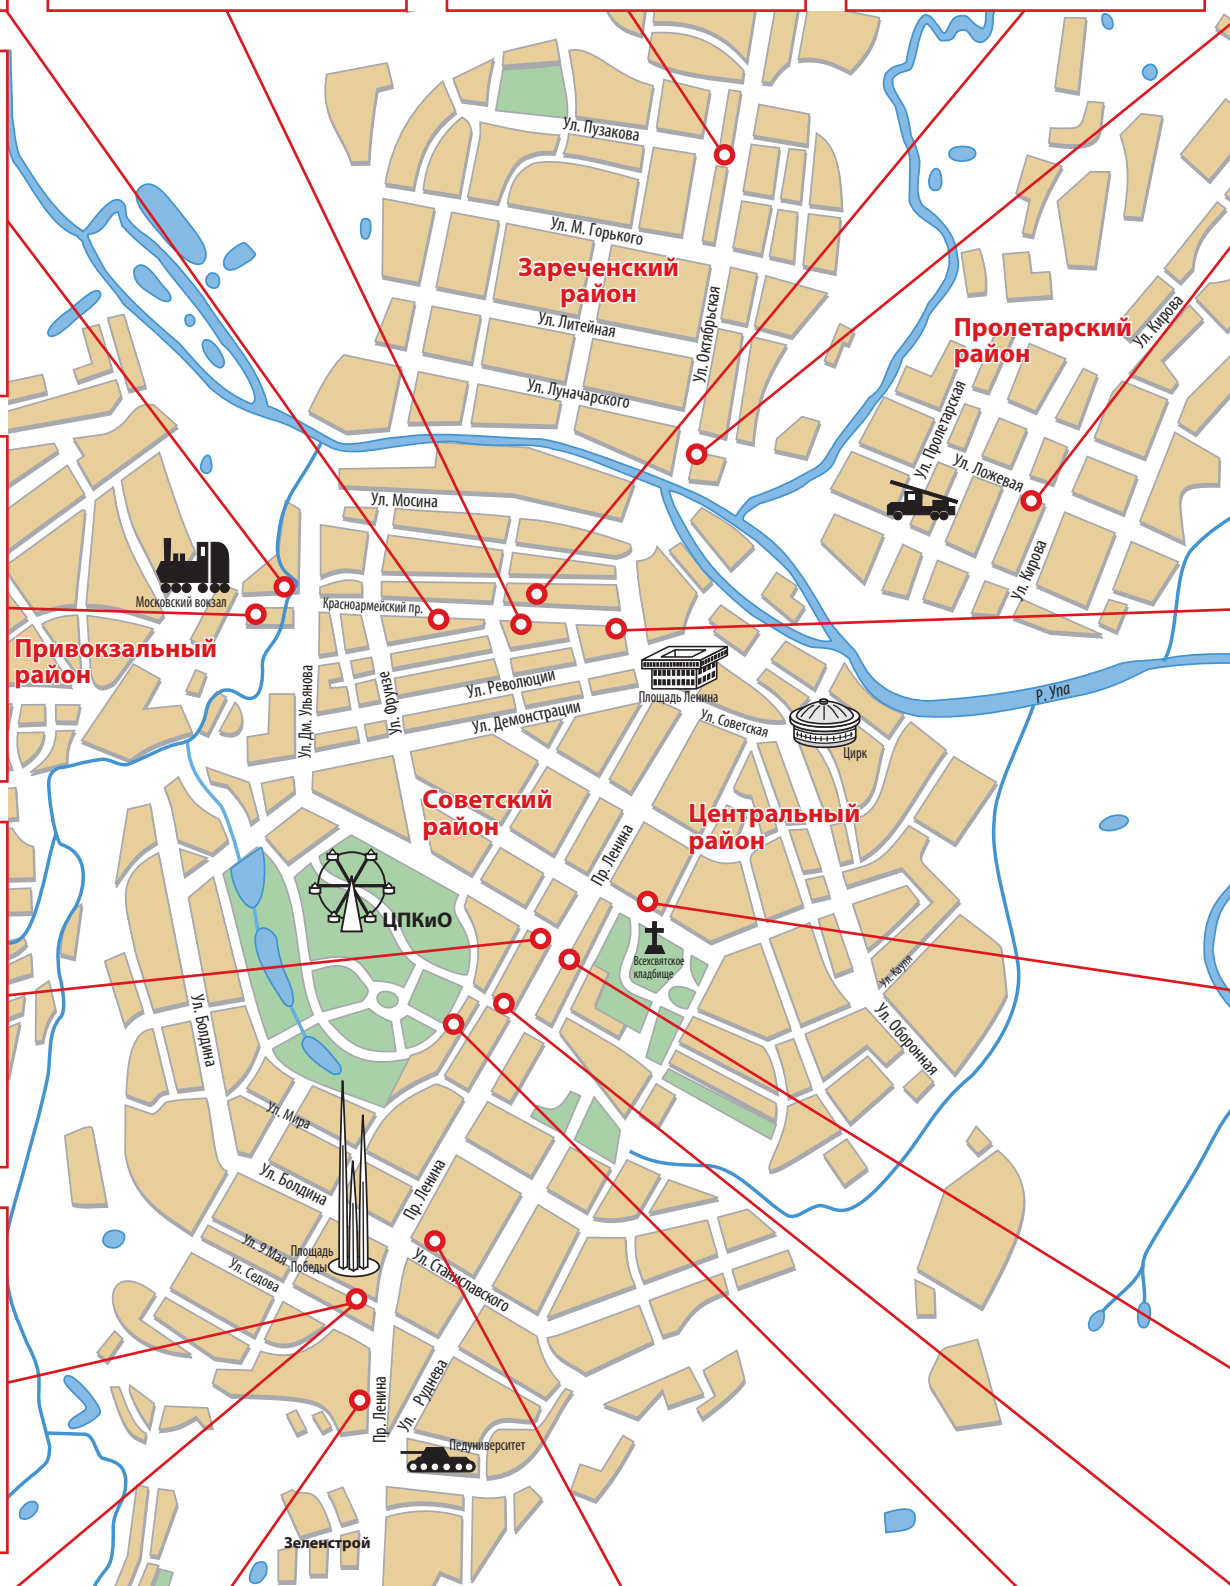 Ул. Пузакова
Ул. М. Горького
Зареченский
район
Ул. Литейная
Ул. Октябрьская
Ул. Луначарского
Пролетарский
район
Ул. Кирова
Ул. Пролетарская
Ул. Ложевая
Ул. Кирова
Ул. Мосина
Московский вокзал
Красноармейский пр.
Привокзальный
район
Ул. Дм. Ульянова
Ул. Фрунзе
Ул. Революции
Ул. Демонстрации
Площадь Ленина
Ул. Советская
Цирк
Р. Упа
Советский
район
Центральный
район
Пр. Ленина
ЦПКиО
Всехсвятское
кладбище
Ул. Кауля
Ул. Оборонная
Ул. Болдина
Ул. Мира
Ул. Болдина
Пр. Ленина
Ул. 9 Мая
Площадь
Победы
Ул. Седова
Ул. Станиславского
Пр. Ленина
Ул. Руднева
Педуниверситет
Зеленстрой